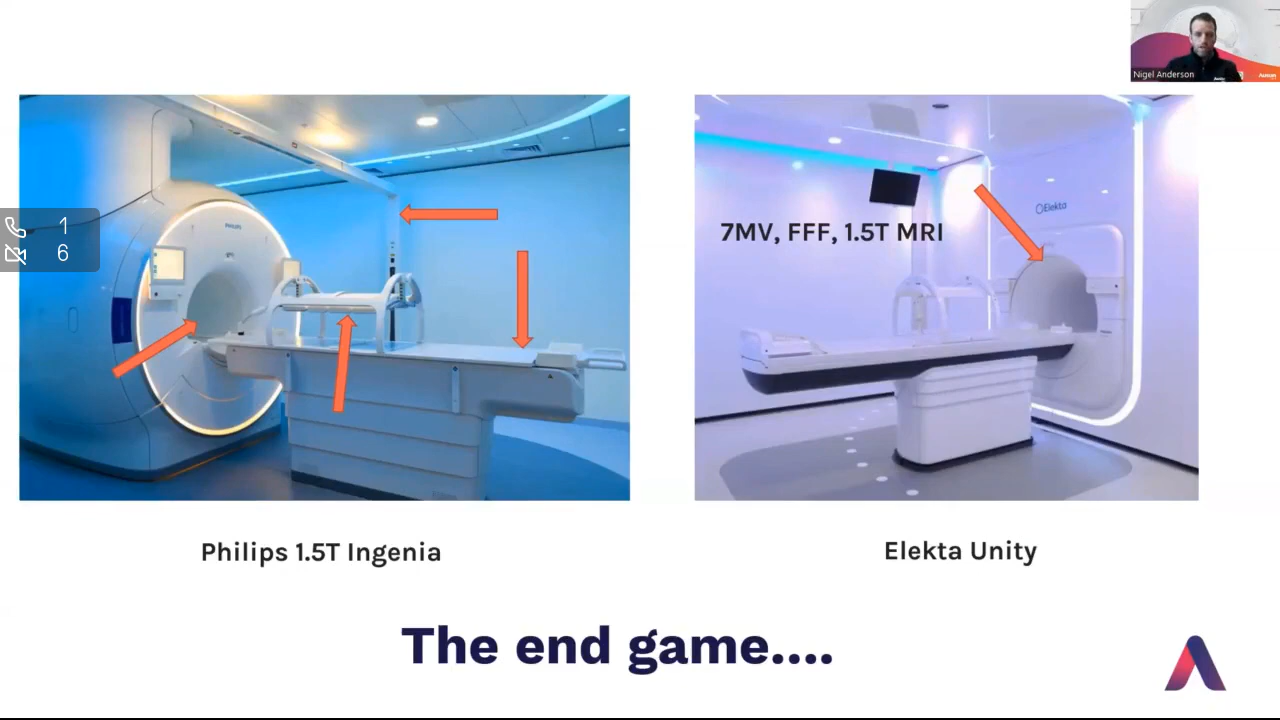 Nigel Anderson
1
6
PHILIPS
Elekta
7MV, FFF, 1.5T MRI
Philips 1.5T Ingenia
Elekta Unity
The end game....